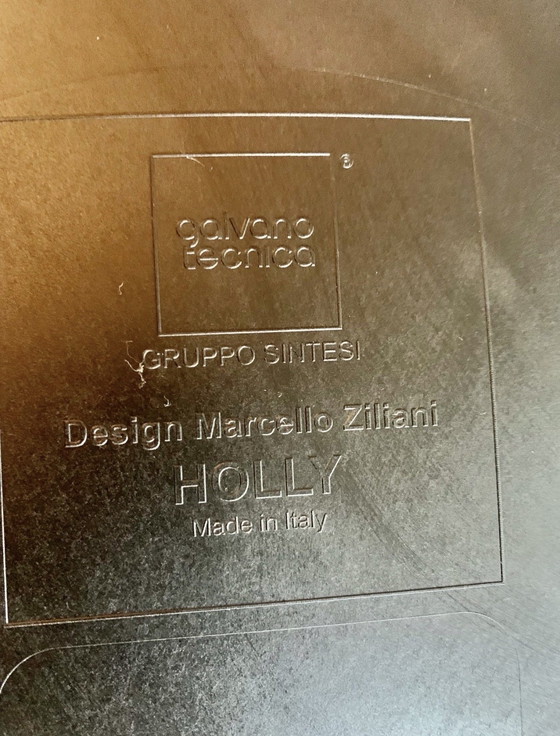 ®
galvano
tecnica
GRUPPO SINTESI
Design Marcello Ziliani
HOLLY
Made in Italy